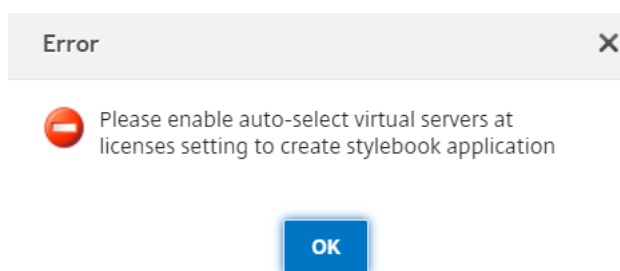 Error
Please enable auto-select virtual servers at
licenses setting to create stylebook application
OK